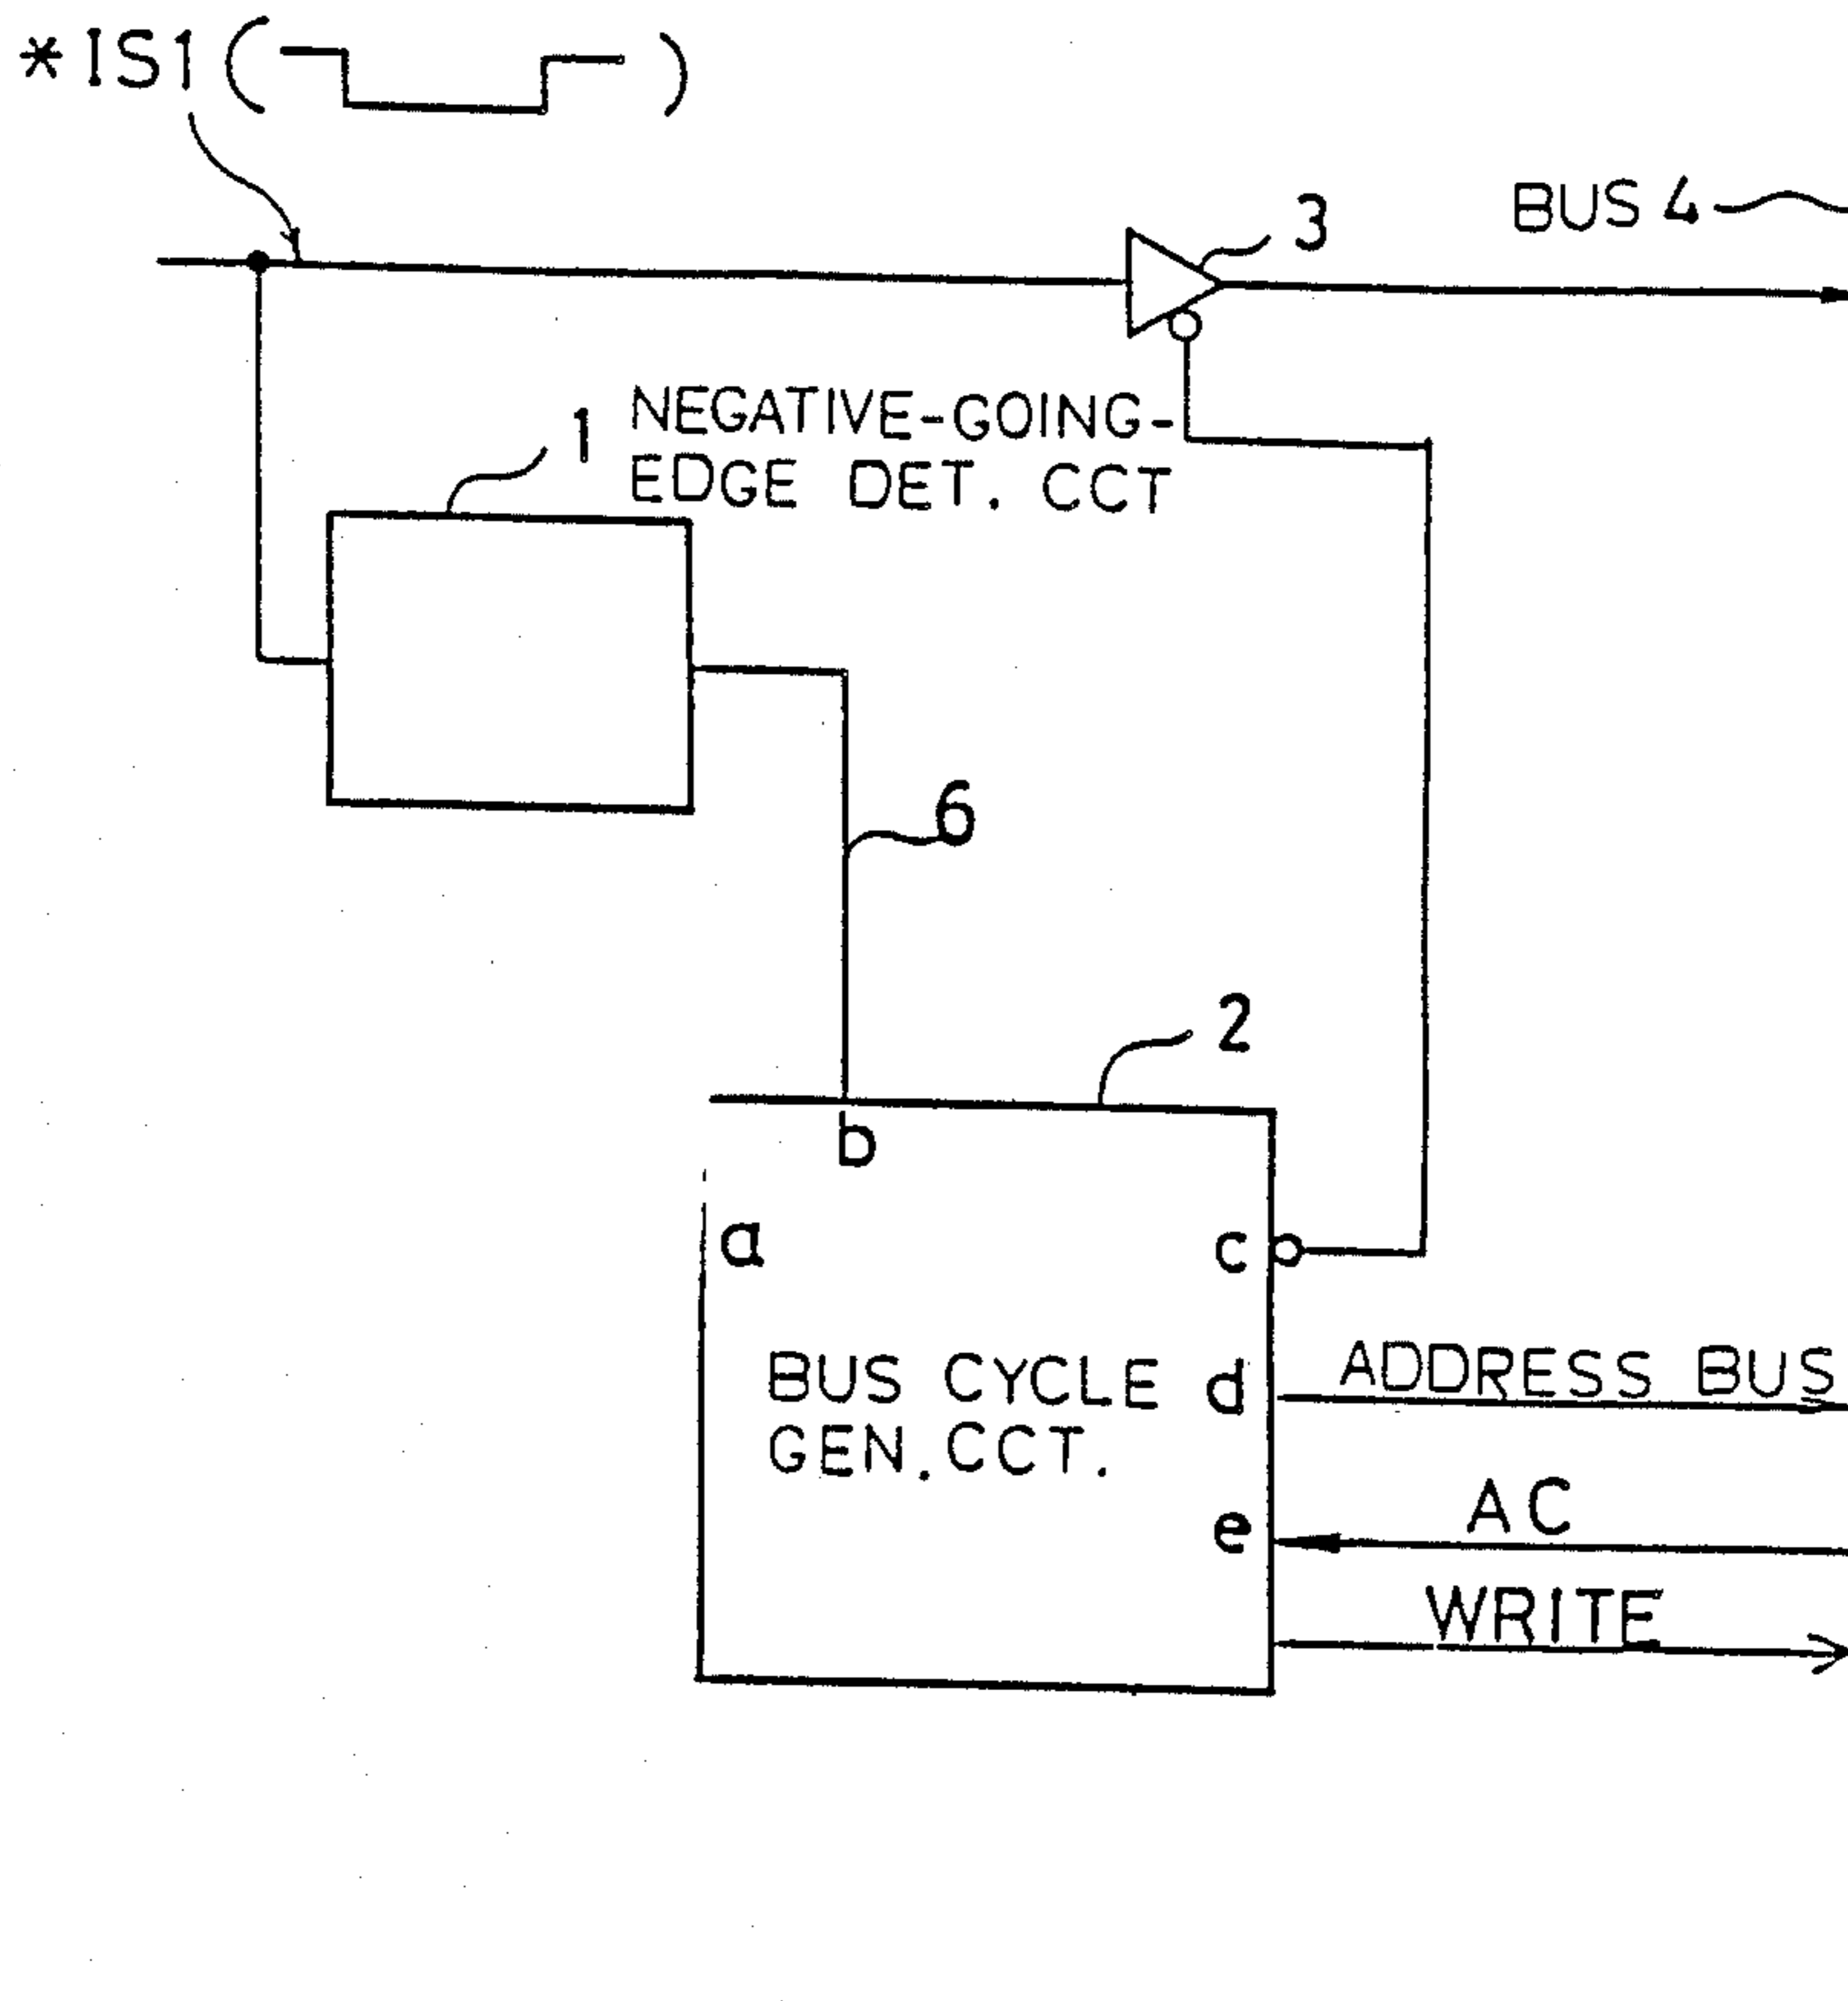 *IS1( )
BUS 4
3
1
NEGATIVE-GOING-
EDGE DET. CCT
6
2
b
a
c
BUS CYCLE
GEN.CCT.
d
ADDRESS BUS
e
AC
WRITE